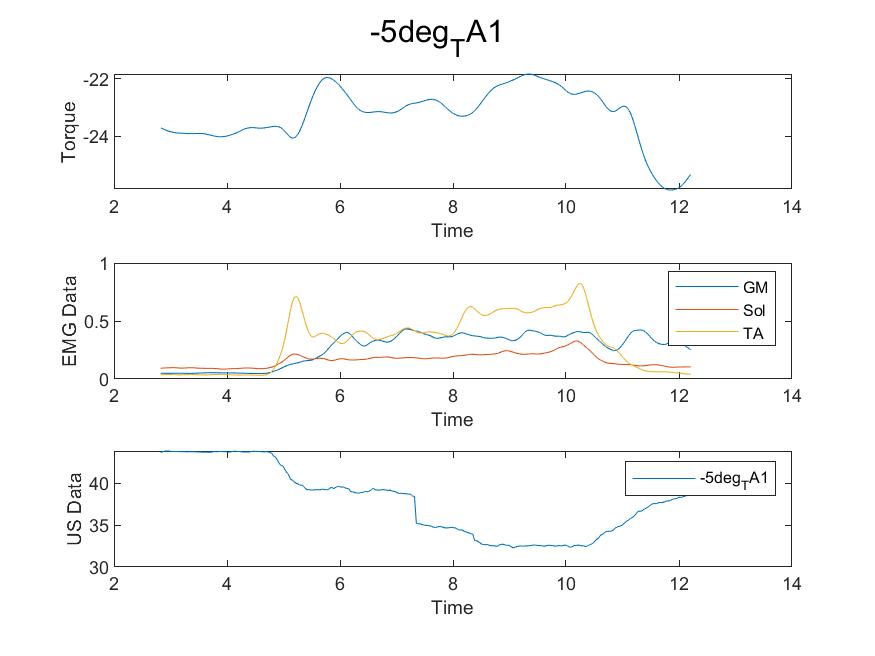 -5deg_TA1
-22
-24
Torque
2 4 6 8 10 12 14
Time
1
0.5
0
EMG Data
GM
Sol
TA
2 4 6 8 10 12 14
Time
40
35
30
US Data
-5deg_TA1
2 4 6 8 10 12 14
Time